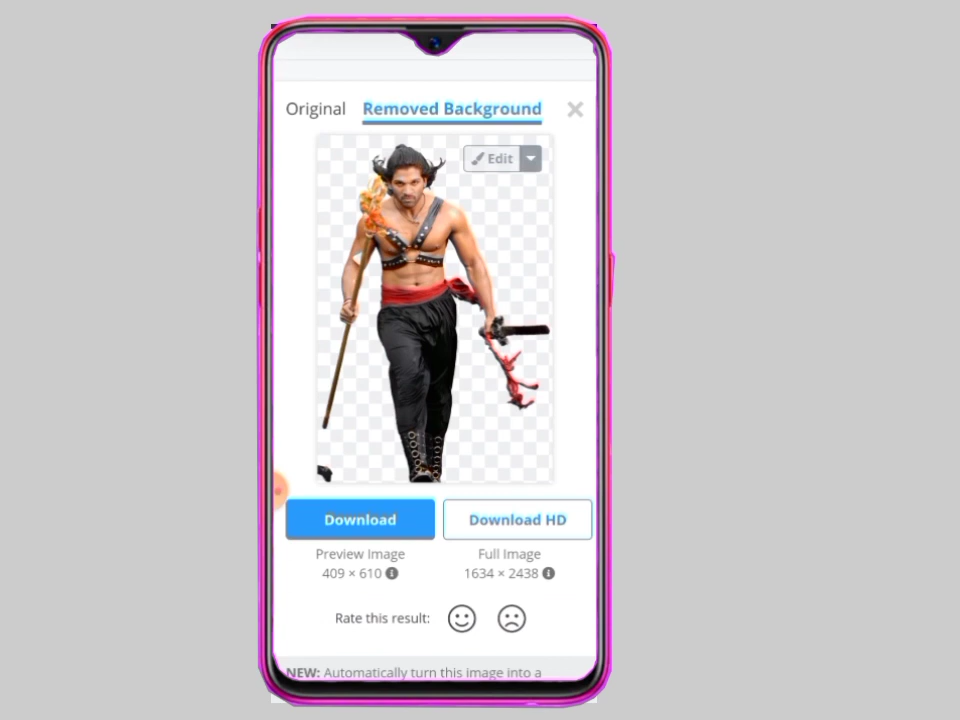 Original Removed Background
Edit
Download Download HD
Preview Image Full Image
409 × 610 1634 × 2438
Rate this result:
NEW: Automatically turn this image into a